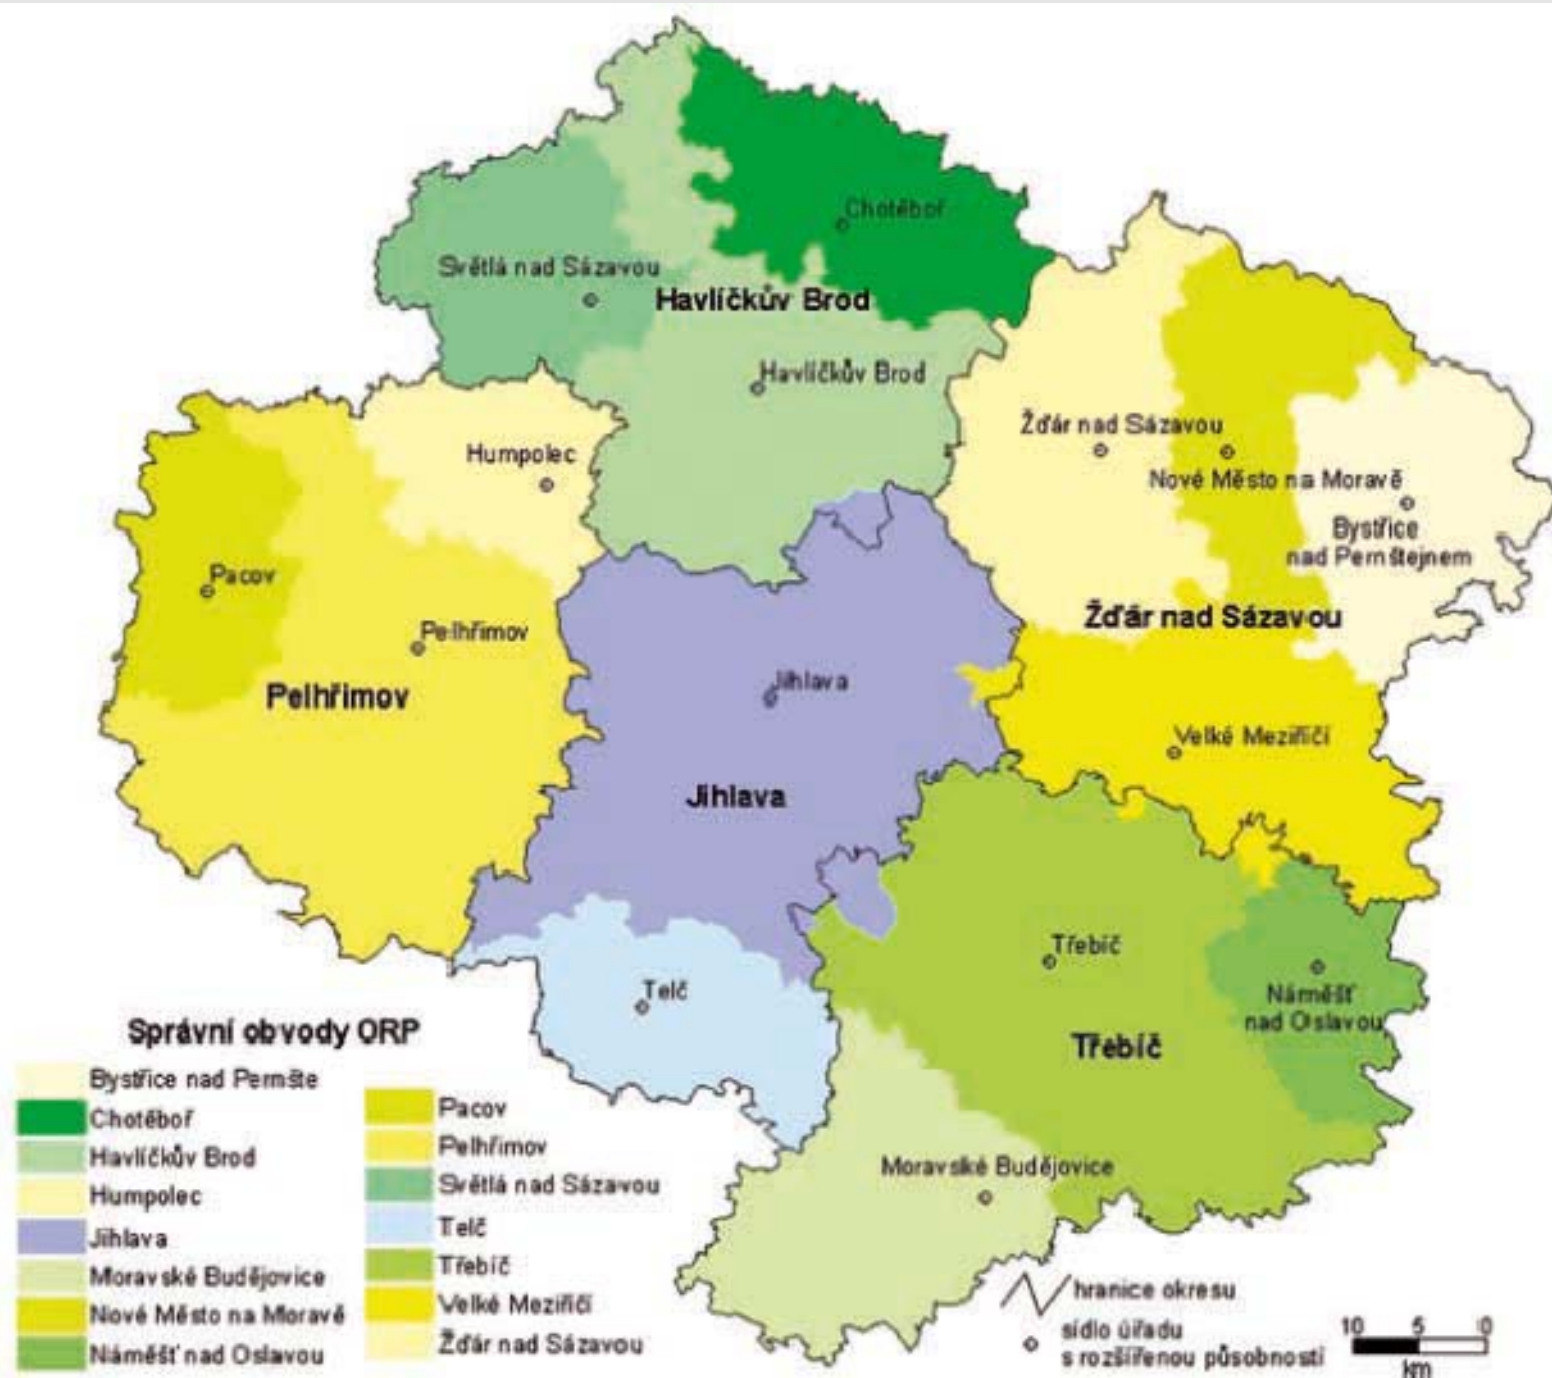 Chotěboř
Světlá nad Sázavou
Havlíčkův Brod
Havlíčkův Brod
Žďár nad Sázavou
Humpolec
Nové Město na Moravě
Bystřice
nad Pernštejnem
Pacov
Žďár nad Sázavou
Pelhřimov
Pelhřimov
Jihlava
Velké Meziříčí
Jihlava
Třebíč
Telč
Náměšť
nad Oslavou
Třebíč
Moravské Budějovice
Správní obvody ORP
Bystřice nad Pernšte
Chotěboř
Havlíčkův Brod
Humpolec
Jihlava
Moravské Budějovice
Nové Město na Moravě
Náměšť nad Oslavou
Pacov
Pelhřimov
Světlá nad Sázavou
Telč
Třebíč
Velké Meziříčí
Žďár nad Sázavou
hranice okresu
sídlo úřadu
s rozšířenou působností
10 5 0
km